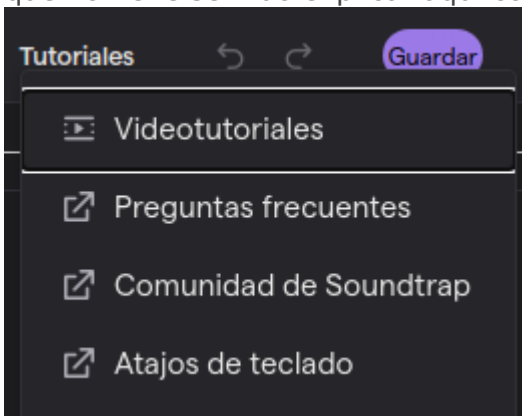 Tutoriales Guardar
Videotutoriales
Preguntas frecuentes
Comunidad de Soundtrap
Atajos de teclado